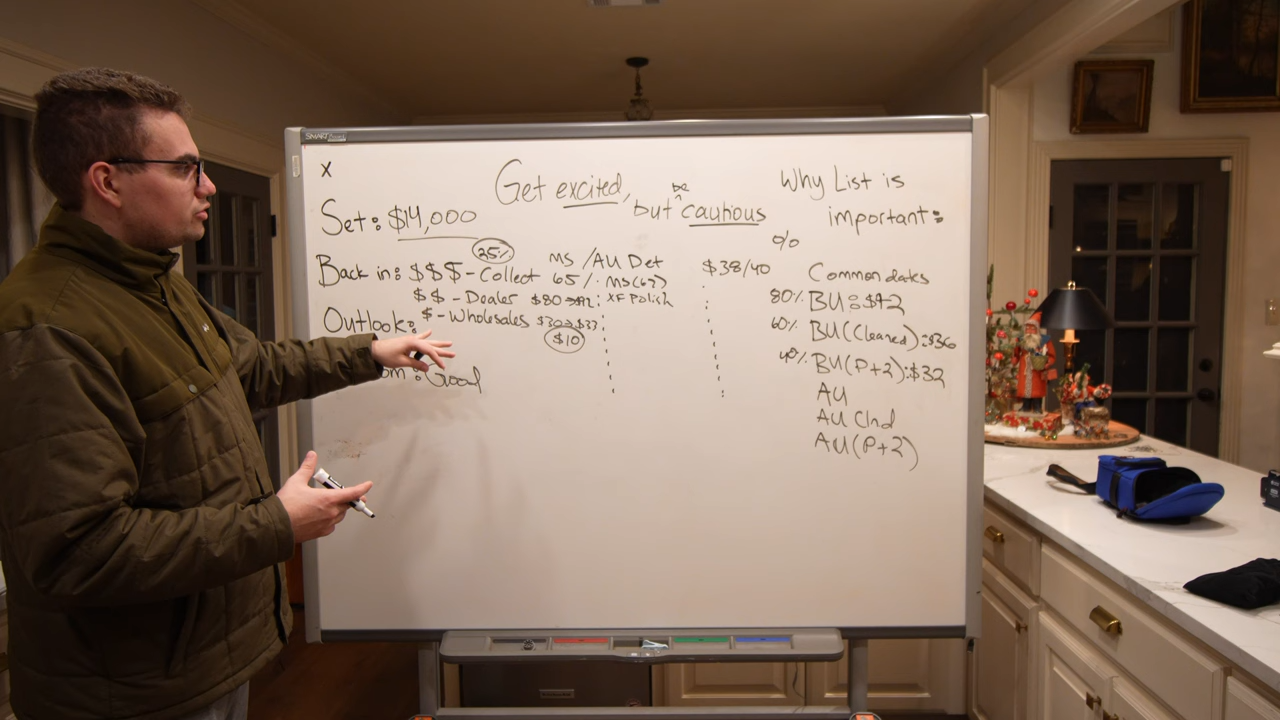 SMART
X
Get excited,
but be cautious
Set: $14,000
25%
Back in: $$$ - Collect
$$ - Dealer
$ - Wholesales
Outlook:
Good
MS /AU Det
65%. MS(63)
$80
: XF Polish
$30 → $33
$10
$38/40
Why List is
important:
%
Common dates
80% BU: $42
60% BU (Cleaned): $36
40% BU (P+2): $32
AU
AU Clnd
AU (P+2)